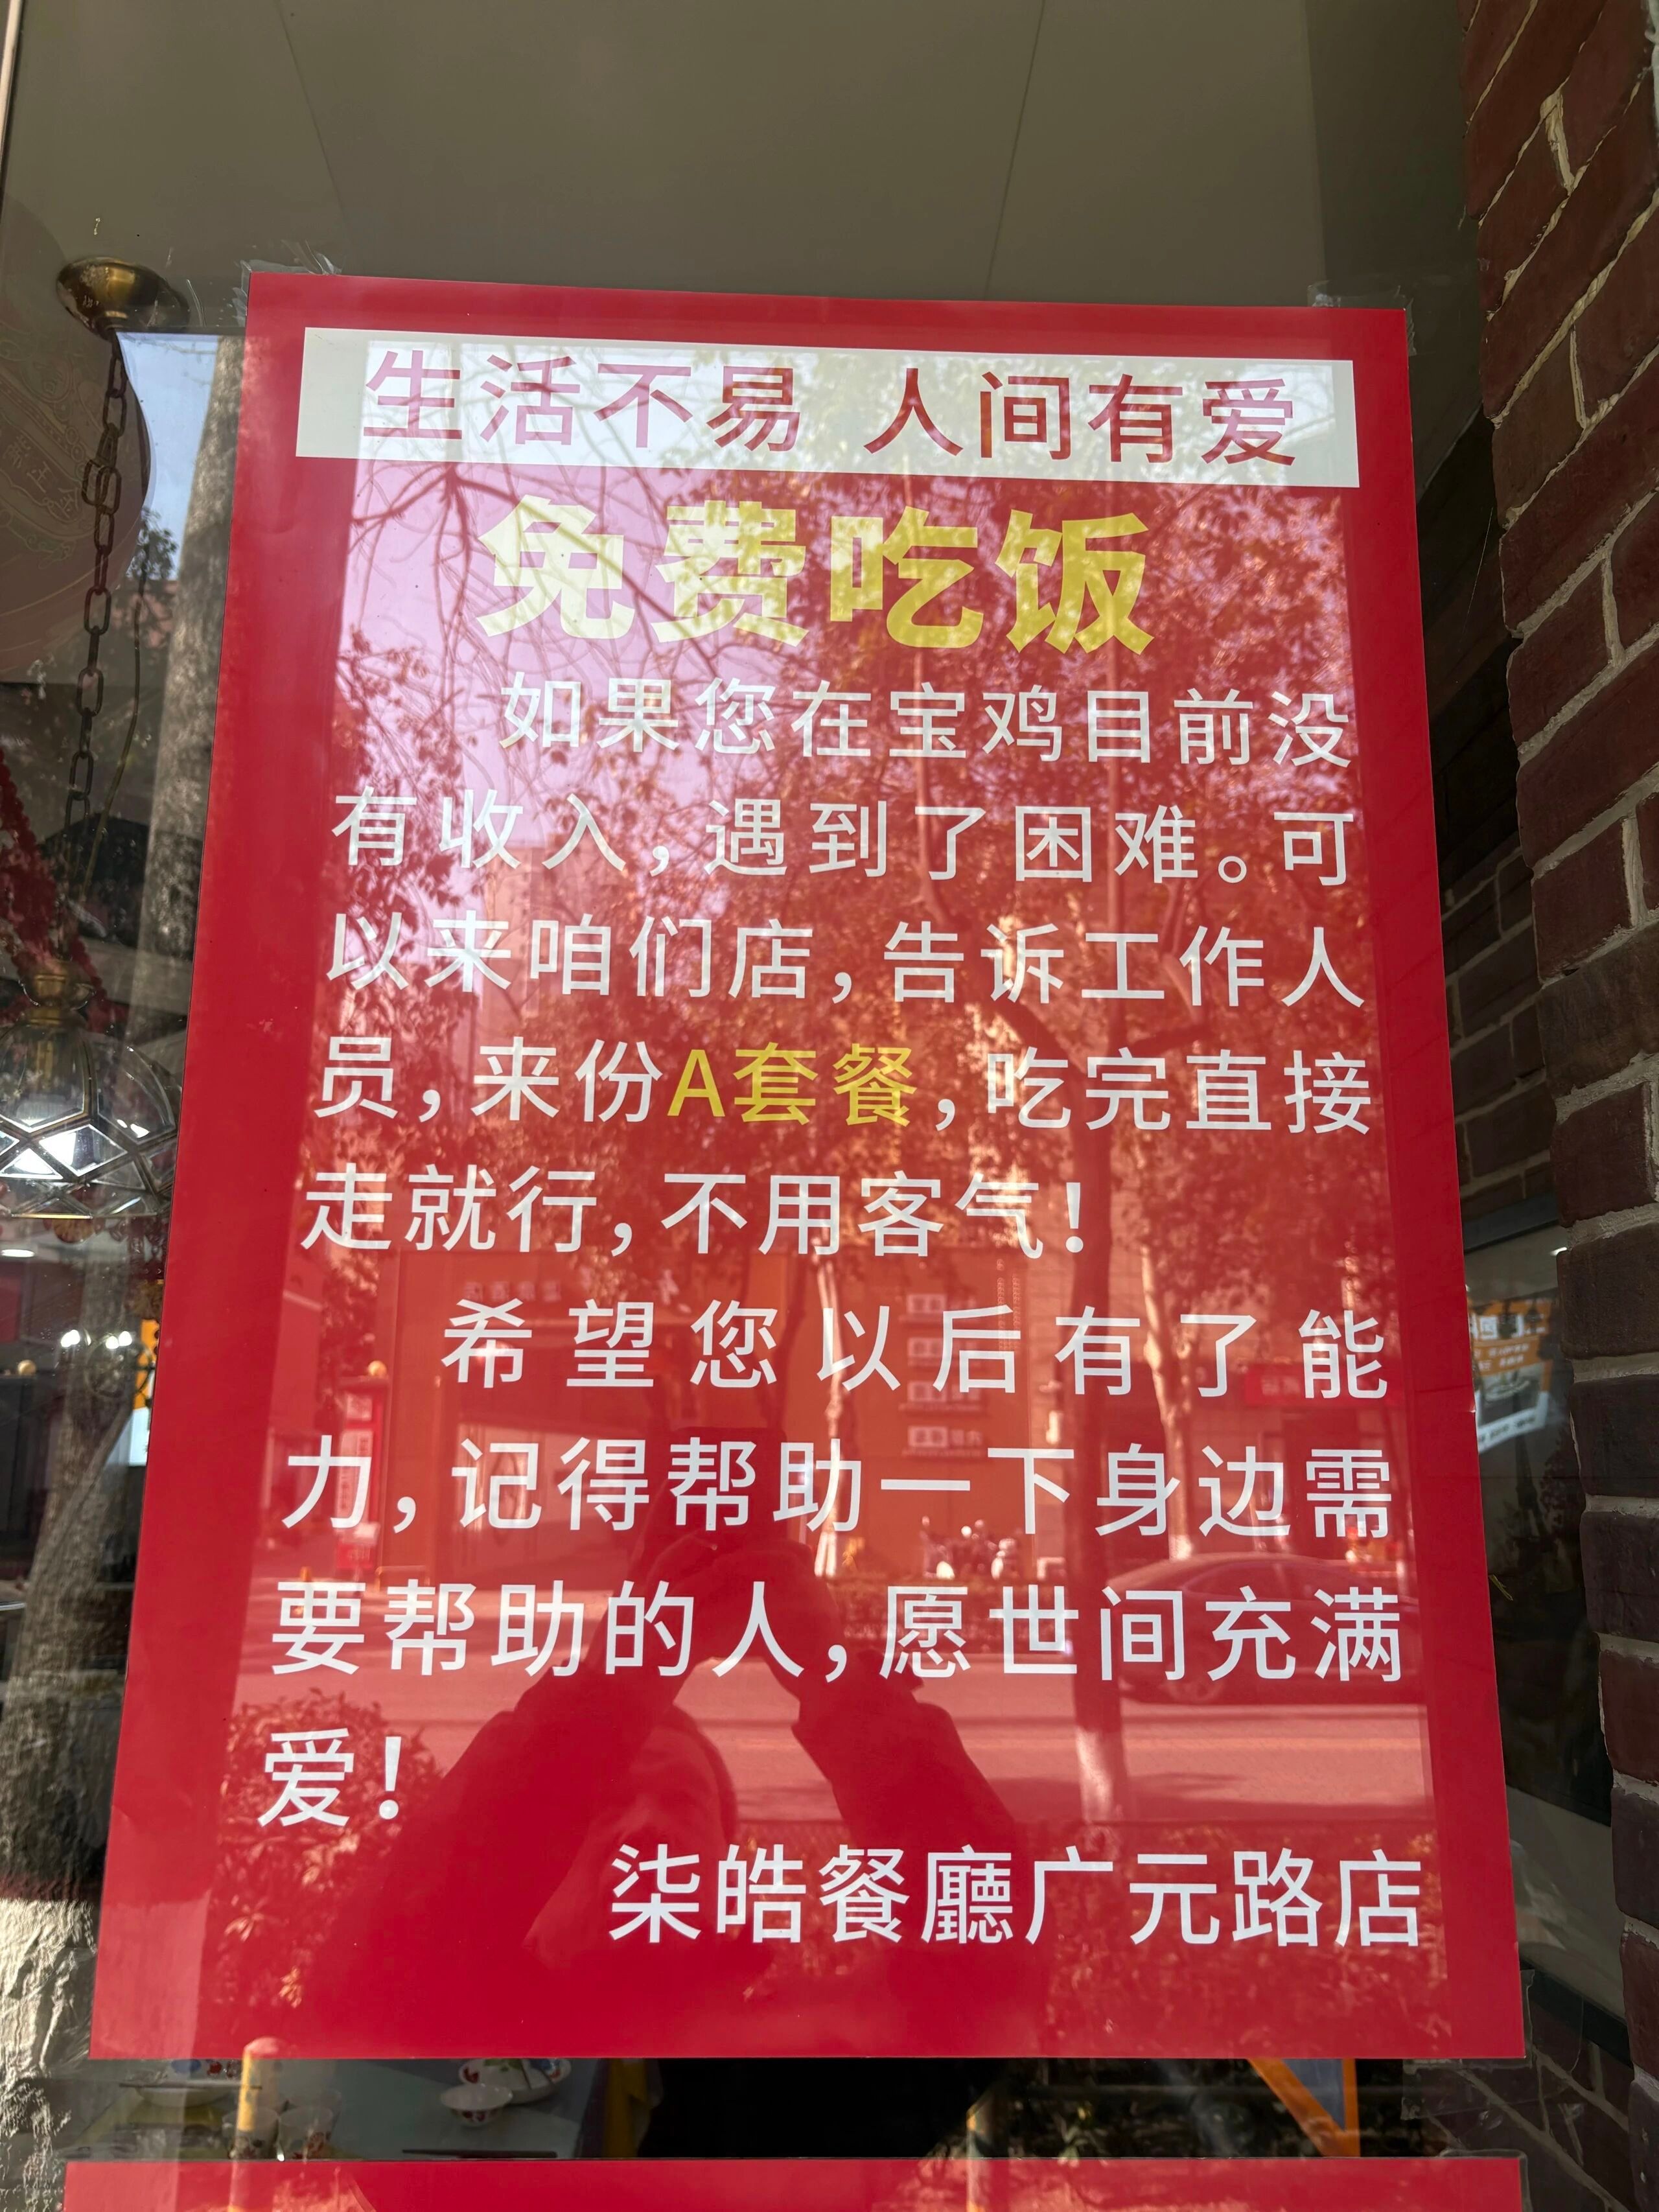 生活不易 人间有爱
免费吃饭
如果您在宝鸡目前没
有收入,遇到了困难。可
以来咱们店,告诉工作人
员,来份A套餐,吃完直接
走就行,不用客气!
希望您以后有了能
力,记得帮助一下身边需
要帮助的人,愿世间充满
爱!
柒皓餐廳广元路店